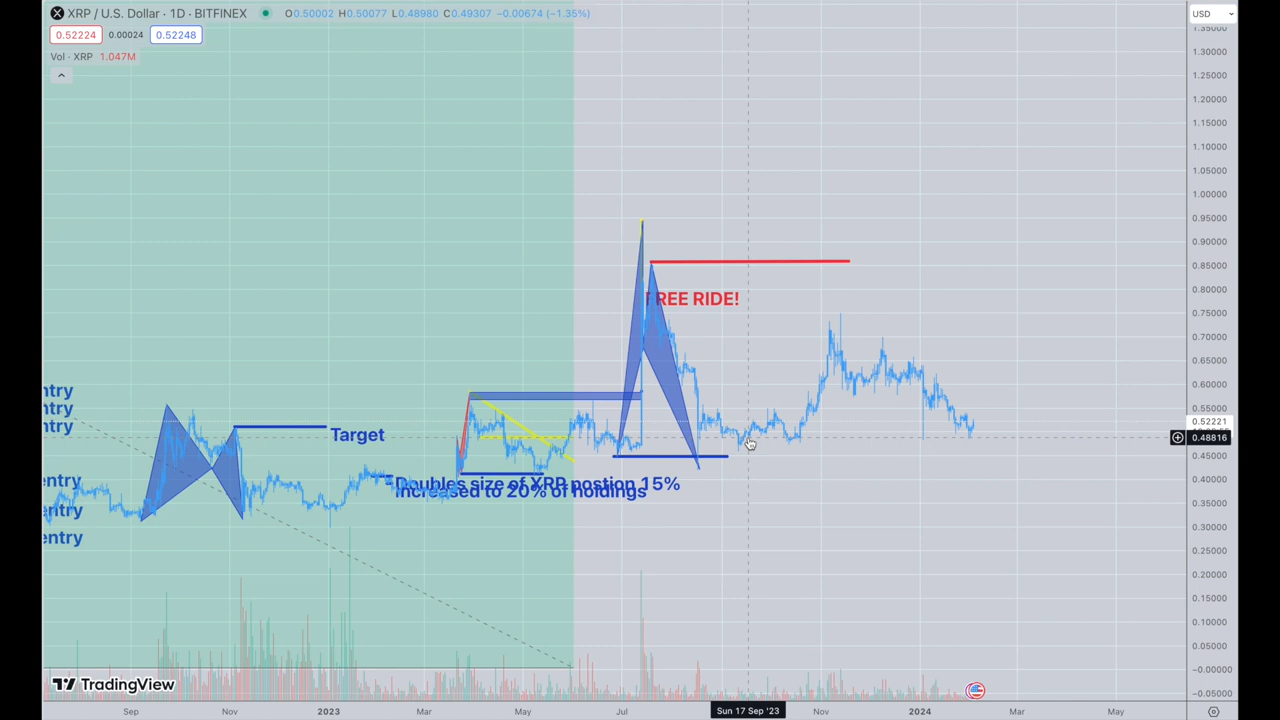 XRP / U.S. Dollar · 1D · BITFINEX
O0.50002 H0.50077 L0.48980 C0.49307 −0.00674 (−1.35%)
USD
0.52224
0.00024
0.52248
Vol · XRP 1.047M
1.30000
1.25000
1.20000
1.15000
1.10000
1.05000
1.00000
0.95000
0.90000
0.85000
0.80000
0.75000
0.70000
0.65000
0.60000
0.55000
0.52221
0.48816
0.45000
0.40000
0.35000
0.30000
0.25000
0.20000
0.15000
0.10000
0.05000
−0.00000
−0.05000
FREE RIDE!
ntry
ntry
ntry
Target
entry
ntry
entry
Doubles size of XRP postion 15%
Increased to 20% of holdings
TradingView
Sep
Nov
2023
Mar
May
Jul
Sun 17 Sep '23
Nov
2024
Mar
May